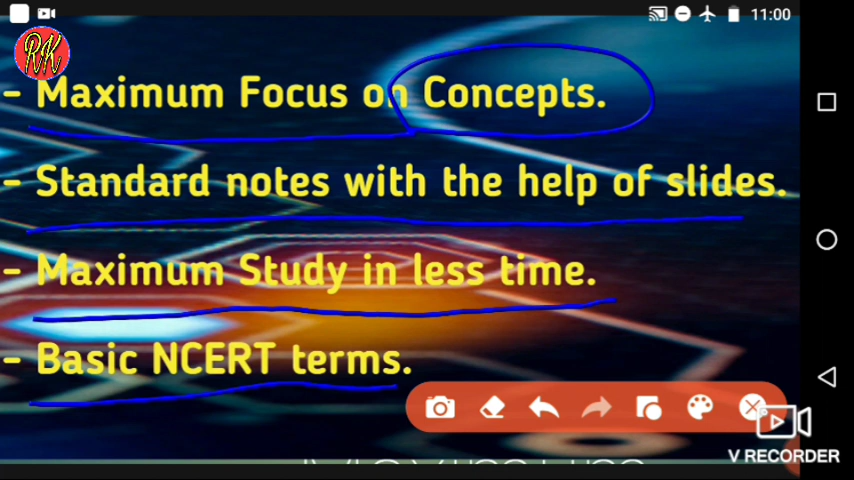 11:00
RK
- Maximum Focus on Concepts.
- Standard notes with the help of slides.
- Maximum Study in less time.
- Basic NCERT terms.
V RECORDER